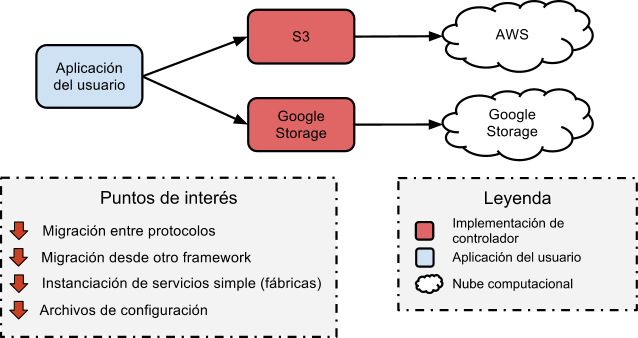 Aplicación
del usuario
S3
AWS
Google
Storage
Google
Storage
Puntos de interés
Migración entre protocolos
Migración desde otro framework
Instanciación de servicios simple (fábricas)
Archivos de configuración
Leyenda
Implementación de
controlador
Aplicación del usuario
Nube computacional